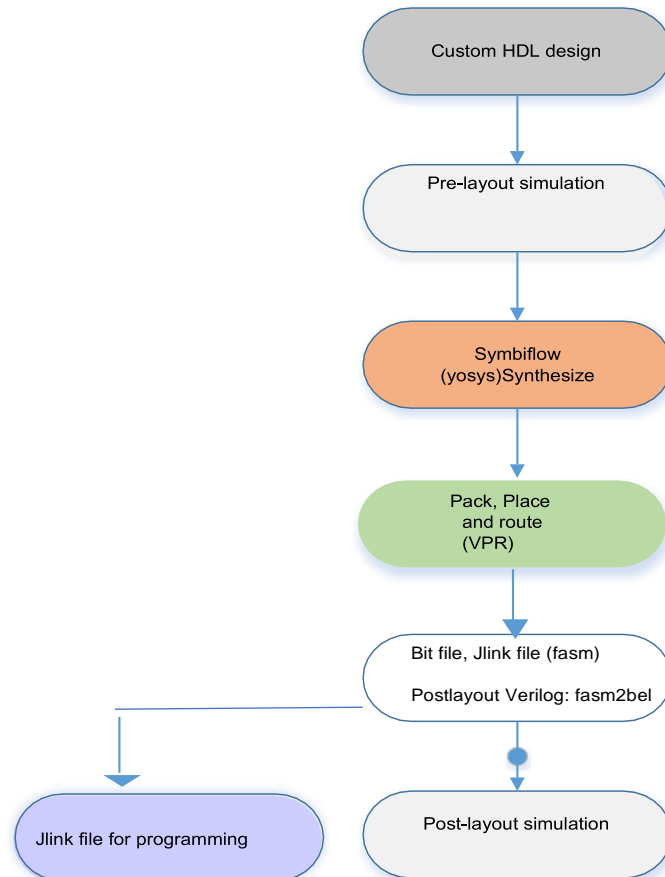 Custom HDL design
Pre-layout simulation
Symbiflow
(yosys)Synthesize
Pack, Place
and route
(VPR)
Bit file, Jlink file (fasm)
Postlayout Verilog: fasm2bel
Jlink file for programming
Post-layout simulation